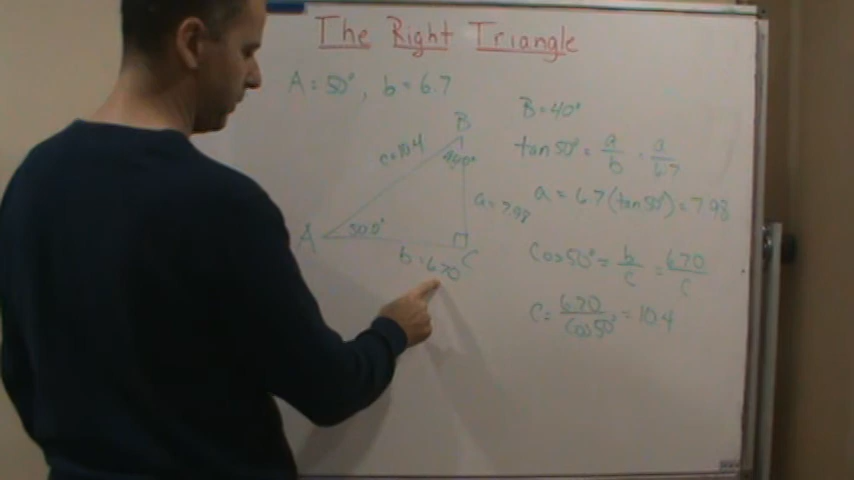 The Right Triangle
A = 50°, b = 6.7
B = 40°
tan 50° = a/b = a/6.7
a = 6.7(tan 50°) = 7.98
Cos 50° = b/c = 6.70/c
C = 6.70/Cos 50° = 10.4
B
c=10.4
40°
a=7.98
A
50.0°
C
b=6.70